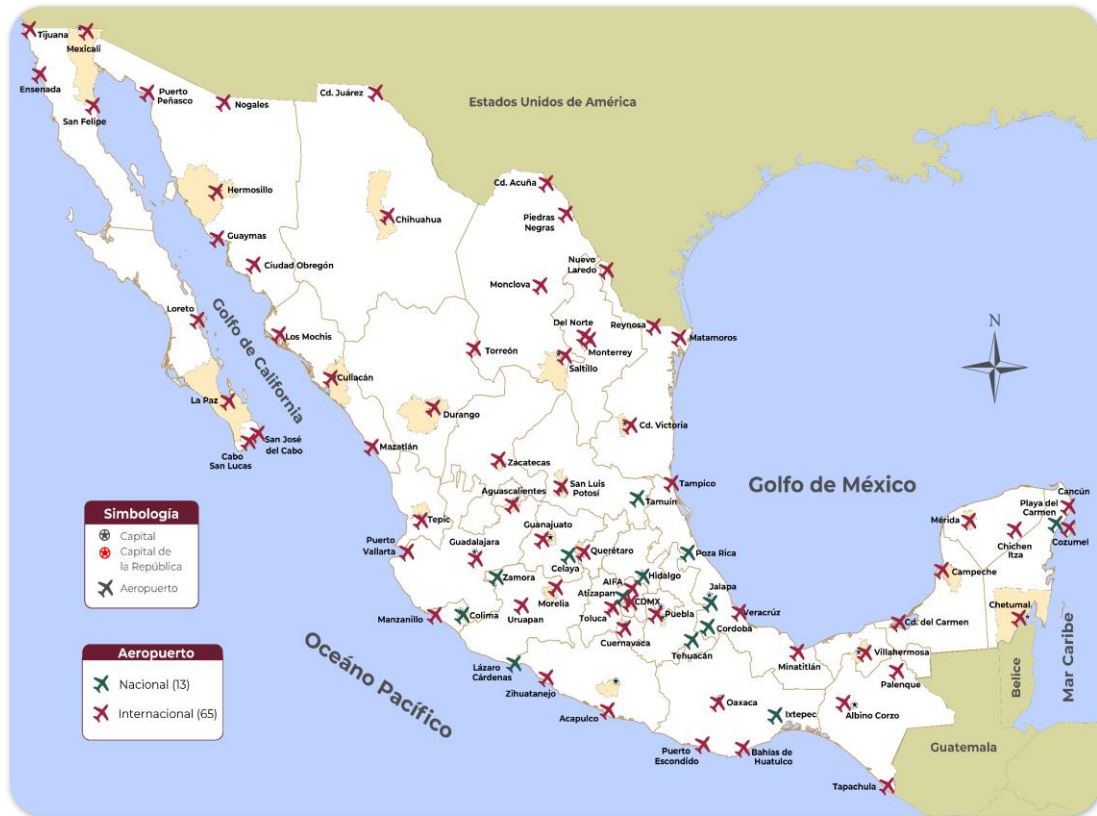 Tijuana
Mexicali
Ensenada
San Felipe
Puerto
Peñasco
Nogales
Cd. Juárez
Estados Unidos de América
Hermosillo
Chihuahua
Cd. Acuña
Piedras
Negras
Guaymas
Ciudad Obregón
Nuevo
Laredo
Monclova
Loreto
Golfo de California
Los Mochis
Del Norte
Reynosa
Matamoros
Monterrey
Torreón
Saltillo
N
Culiacán
La Paz
Durango
Cd. Victoria
San José
del Cabo
Cabo
San Lucas
Mazatlán
Zacatecas
San Luis
Potosí
Tampico
Golfo de México
Aguascalientes
Tamuín
Cancún
Playa del
Carmen
Tepic
Guanajuato
Mérida
Chichen
Itza
Cozumel
Puerto
Vallarta
Guadalajara
Querétaro
Celaya
Poza Rica
Zamora
AIFA
Hidalgo
Campeche
Atizapan
Jalapa
Morelia
CDMX
Manzanillo
Colima
Uruapan
Toluca
Puebla
Veracrúz
Chetumal
Cd. del Carmen
Cuernavaca
Cordoba
Tehuacán
Minatitlán
Villahermosa
Palenque
Belice
Mar Caribe
Océano Pacífico
Lázaro
Cárdenas
Zihuatanejo
Acapulco
Oaxaca
Ixtepec
Albino Corzo
Puerto
Escondido
Bahías de
Huatulco
Guatemala
Tapachula
Simbología
Capital
Capital de
la República
Aeropuerto
Aeropuerto
Nacional (13)
Internacional (65)